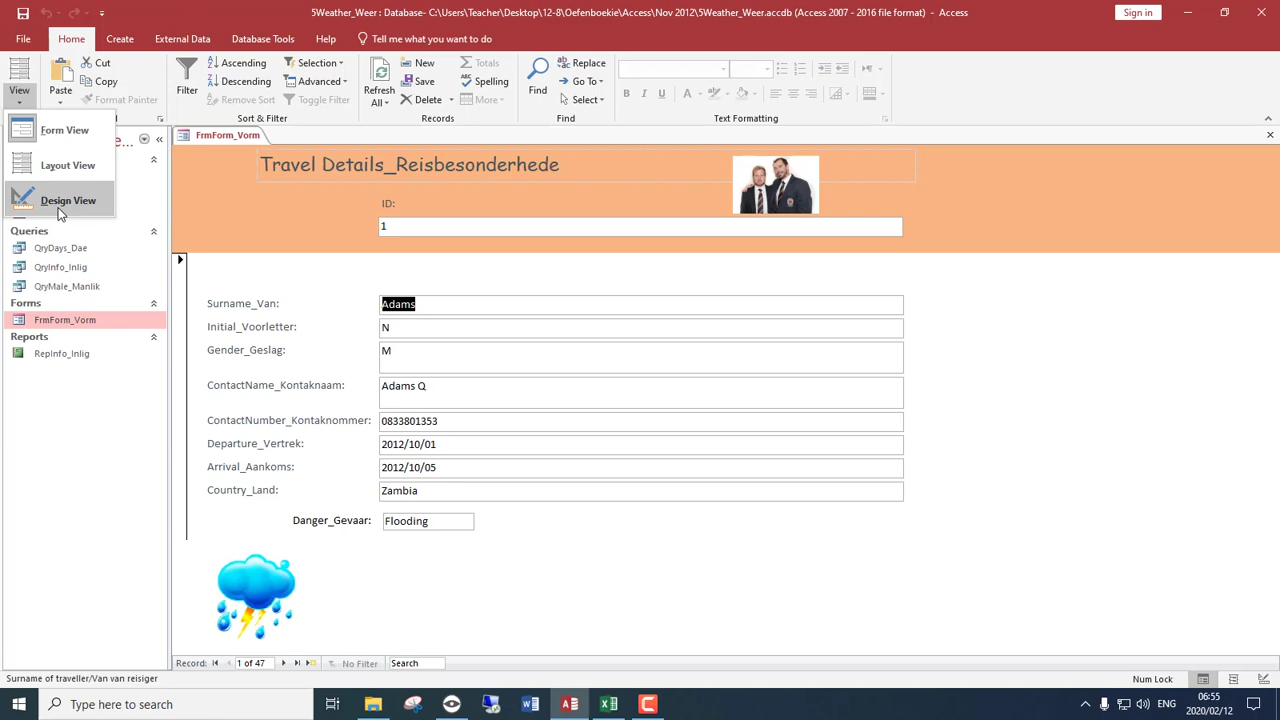 5Weather_Weer : Database- C:\Users\Teacher\Desktop\12-8\Oefenboekie\Access\Nov 2012\5Weather_Weer.accdb (Access 2007 - 2016 file format) - Access
Sign in
File Home Create External Data Database Tools Help Tell me what you want to do
View
Paste
Cut
Copy
Format Painter
Filter
Ascending
Descending
Remove Sort
Selection
Advanced
Toggle Filter
Sort & Filter
Refresh
All
New
Save
Delete
Totals
Spelling
More
Records
Find
Replace
Go To
Select
Find
B I U A
Text Formatting
Form View
Layout View
Design View
e...
Queries
QryDays_Dae
QryInfo_Inlig
QryMale_Manlik
Forms
FrmForm_Vorm
Reports
RepInfo_Inlig
FrmForm_Vorm
Travel Details_Reisbesonderhede
ID:
1
Surname_Van: Adams
Initial_Voorletter: N
Gender_Geslag: M
ContactName_Kontaknaam: Adams Q
ContactNumber_Kontaknommer: 0833801353
Departure_Vertrek: 2012/10/01
Arrival_Aankoms: 2012/10/05
Country_Land: Zambia
Danger_Gevaar: Flooding
Record: 1 of 47 No Filter Search
Surname of traveller/Van van reisiger
Num Lock
Type here to search
ENG
06:55
2020/02/12